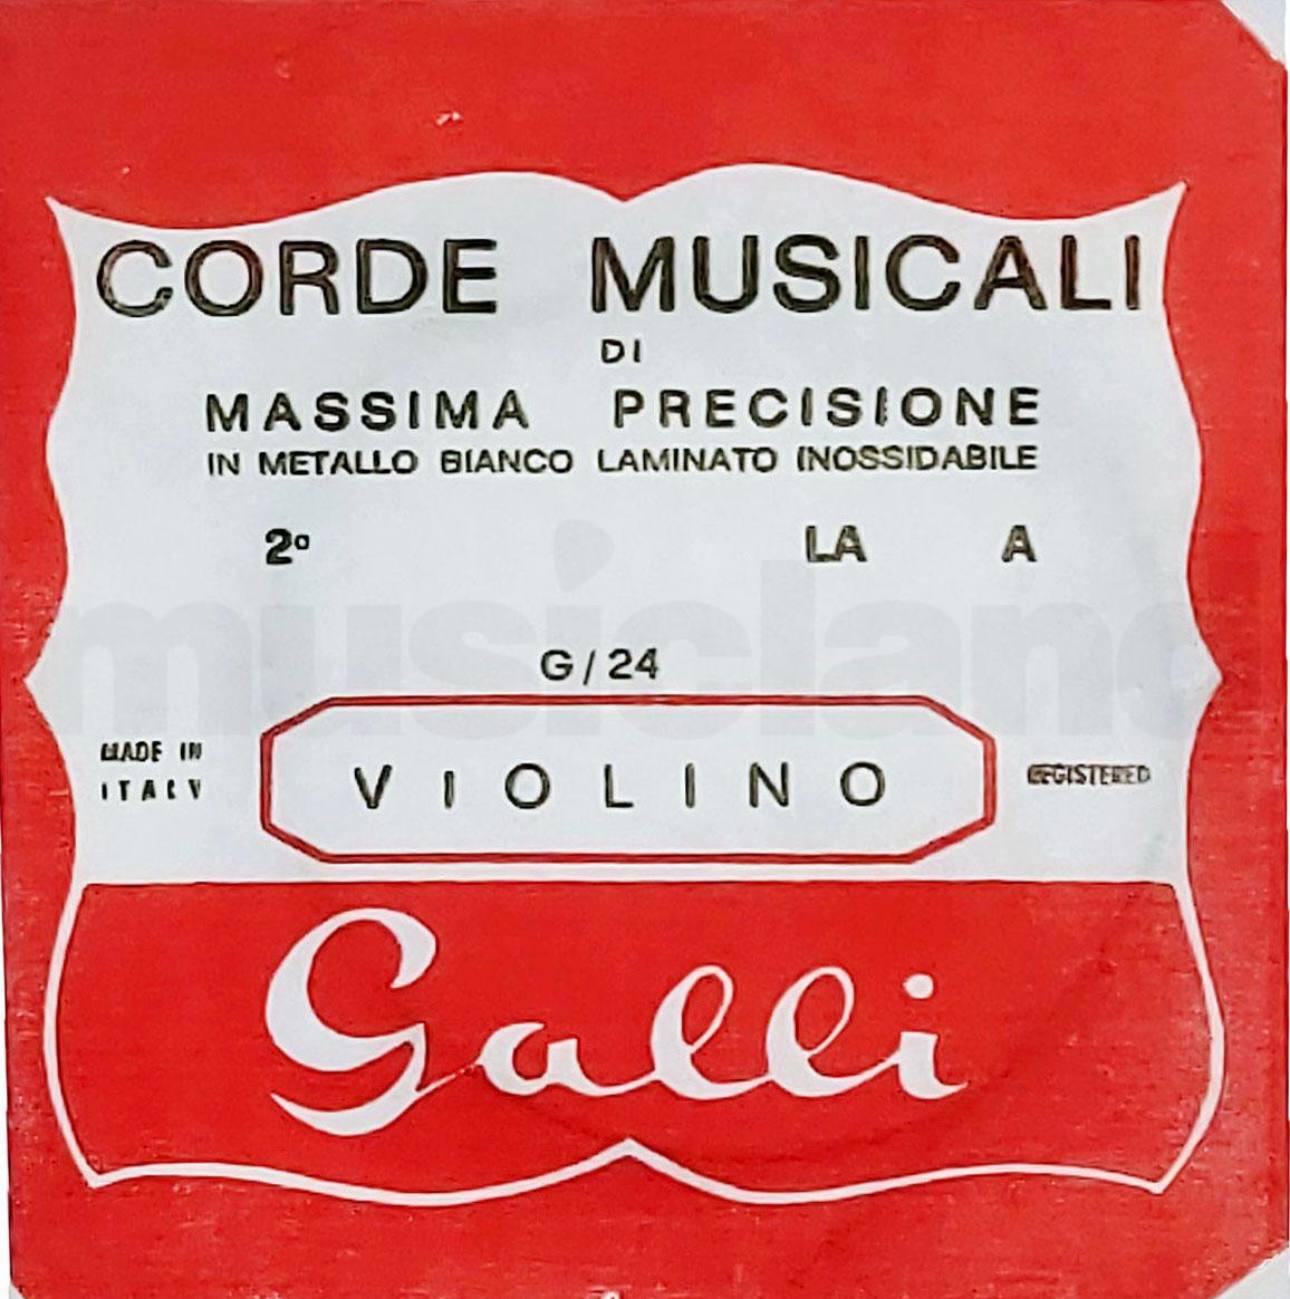 CORDE MUSICALI
DI
MASSIMA PRECISIONE
IN METALLO BIANCO LAMINATO INOSSIDABILE
2º LA A
musicland
G/24
MADE IN
ITALY
VIOLINO
REGISTERED
Galli